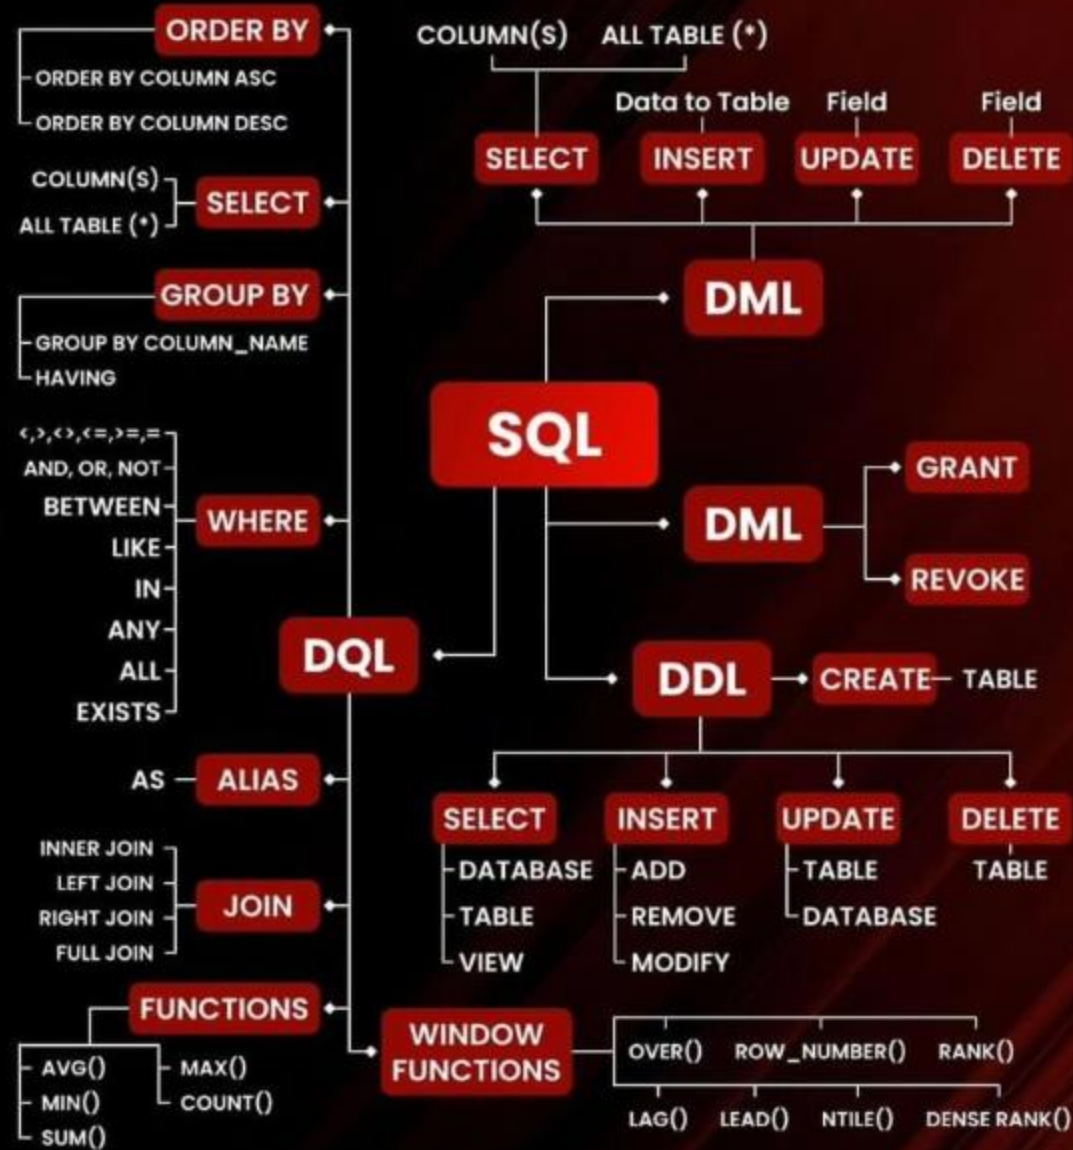 ORDER BY
ORDER BY COLUMN ASC
ORDER BY COLUMN DESC
COLUMN(S)
ALL TABLE (*)
SELECT
GROUP BY
GROUP BY COLUMN_NAME
HAVING
<,>,<>,<=,>=,=
AND, OR, NOT
BETWEEN
LIKE
IN
ANY
ALL
EXISTS
WHERE
DQL
AS
ALIAS
INNER JOIN
LEFT JOIN
RIGHT JOIN
FULL JOIN
JOIN
FUNCTIONS
AVG()
MIN()
SUM()
MAX()
COUNT()
WINDOW
FUNCTIONS
OVER()
ROW_NUMBER()
RANK()
LAG()
LEAD()
NTILE()
DENSE RANK()
COLUMN(S)
ALL TABLE (*)
SELECT
Data to Table
INSERT
Field
UPDATE
Field
DELETE
DML
SQL
DML
GRANT
REVOKE
DDL
CREATE
TABLE
SELECT
DATABASE
TABLE
VIEW
INSERT
ADD
REMOVE
MODIFY
UPDATE
TABLE
DATABASE
DELETE
TABLE